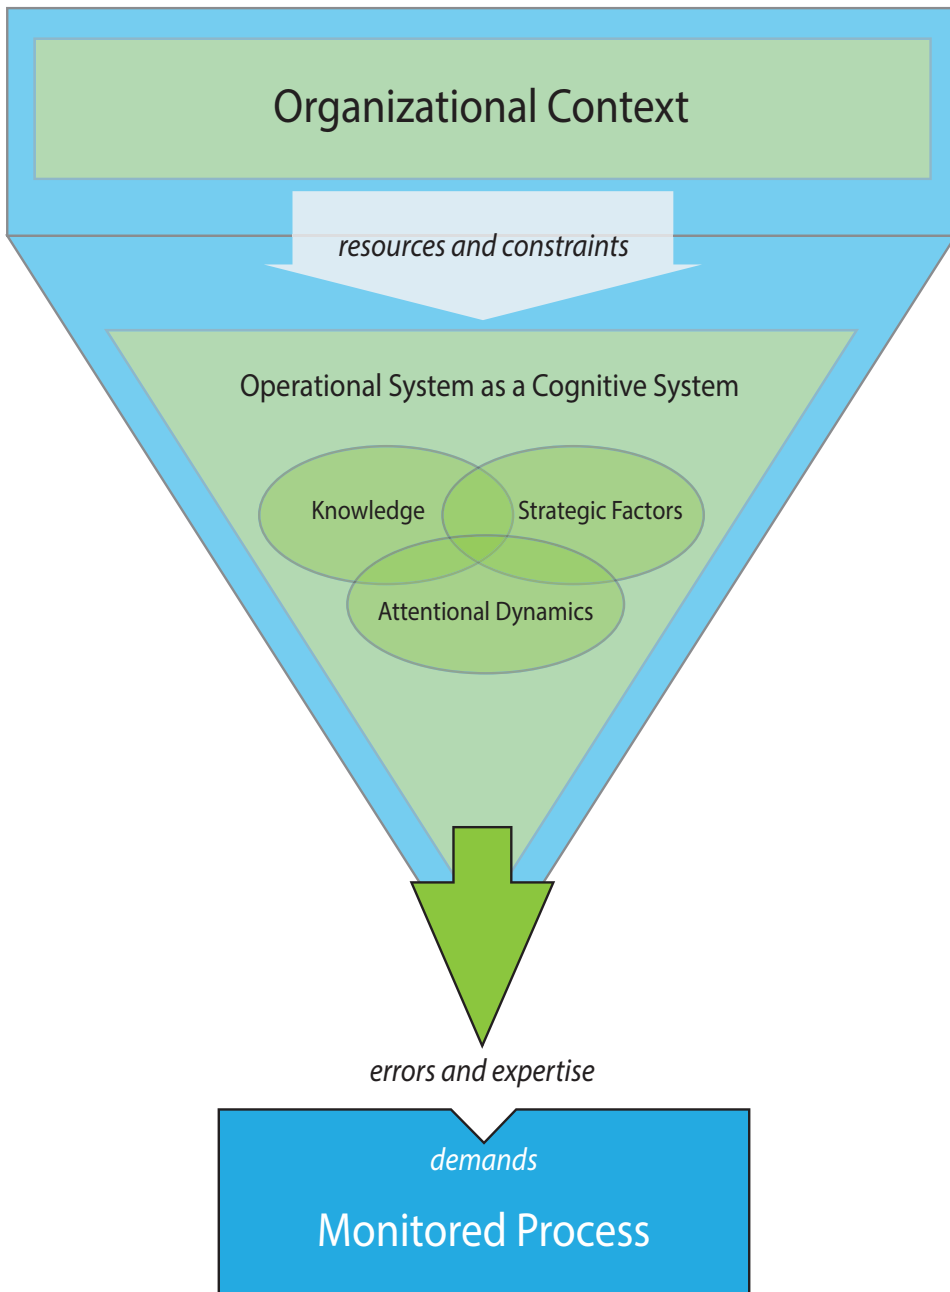 Organizational Context
resources and constraints
Operational System as a Cognitive System
Knowledge
Strategic Factors
Attentional Dynamics
errors and expertise
demands
Monitored Process